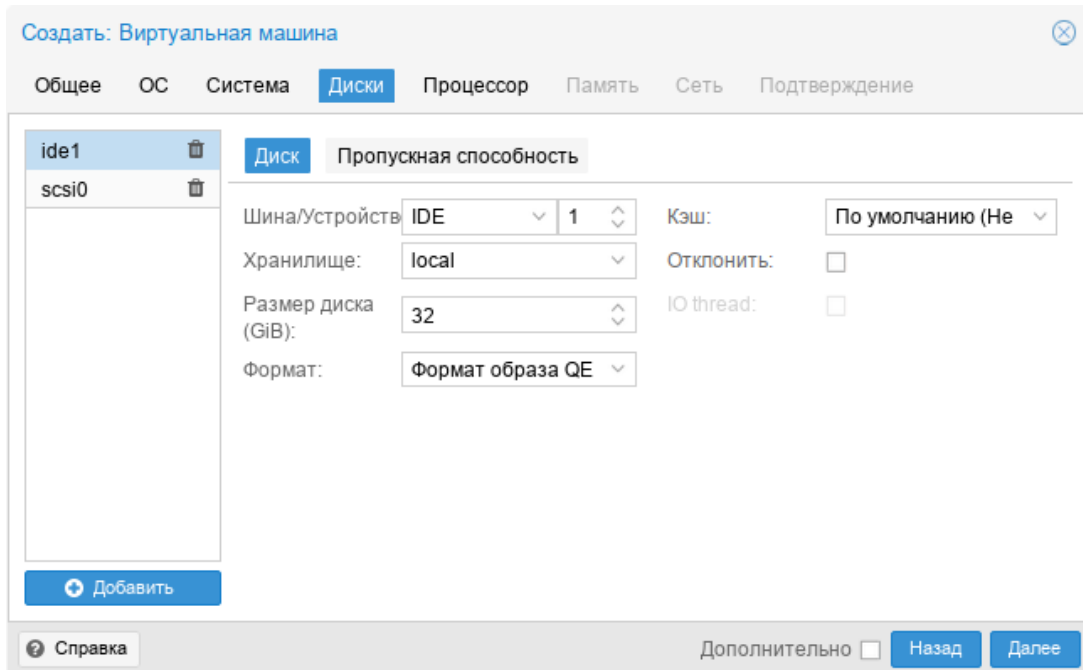 Создать: Виртуальная машина
Общее ОС Система Диски Процессор Память Сеть Подтверждение
ide1
scsi0
Диск Пропускная способность
Шина/Устройств IDE 1 Кэш: По умолчанию (Не
Хранилище: local Отклонить:
Размер диска (GiB): 32 IO thread:
Формат: Формат образа QE
Добавить
Справка Дополнительно Назад Далее